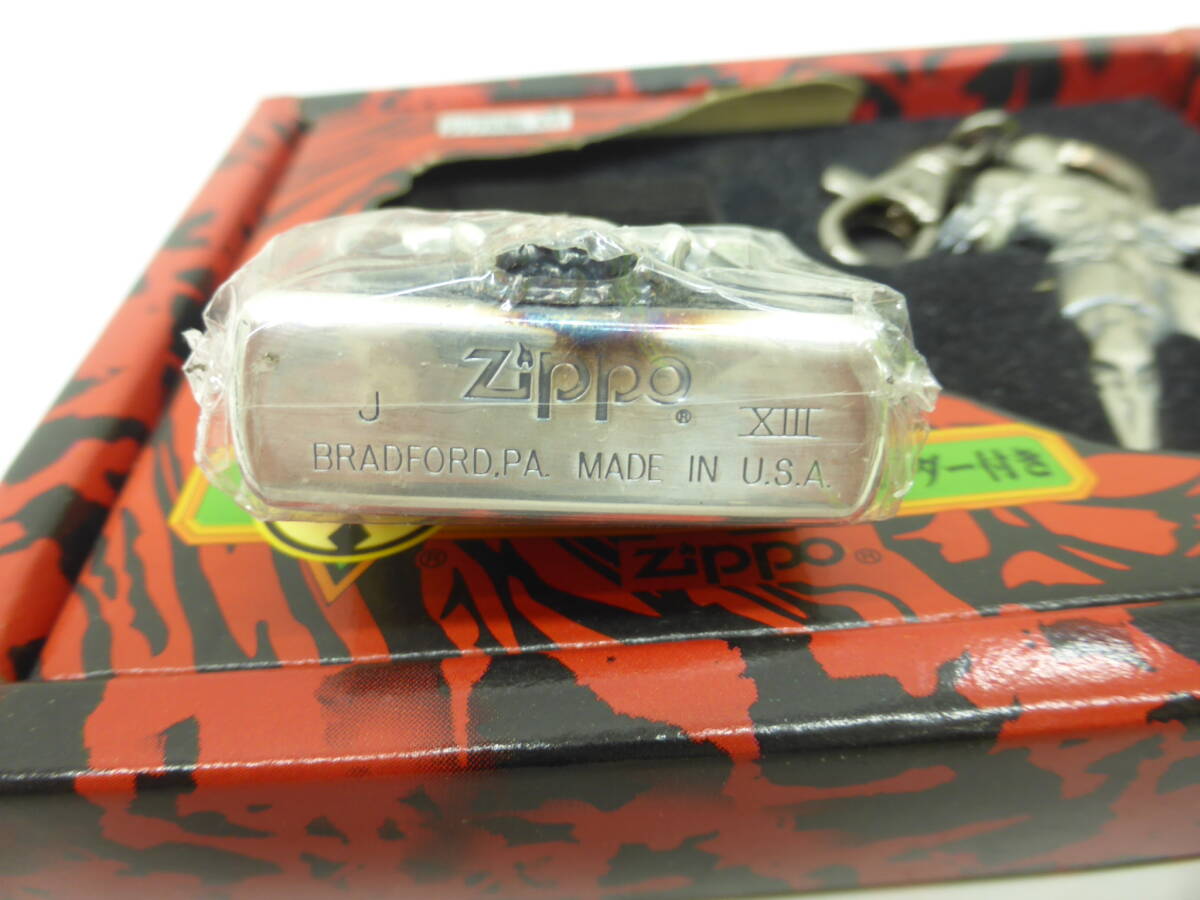 Zippo®
J XIII
BRADFORD,PA. MADE IN U.S.A.
ダー付き
® Zippo®